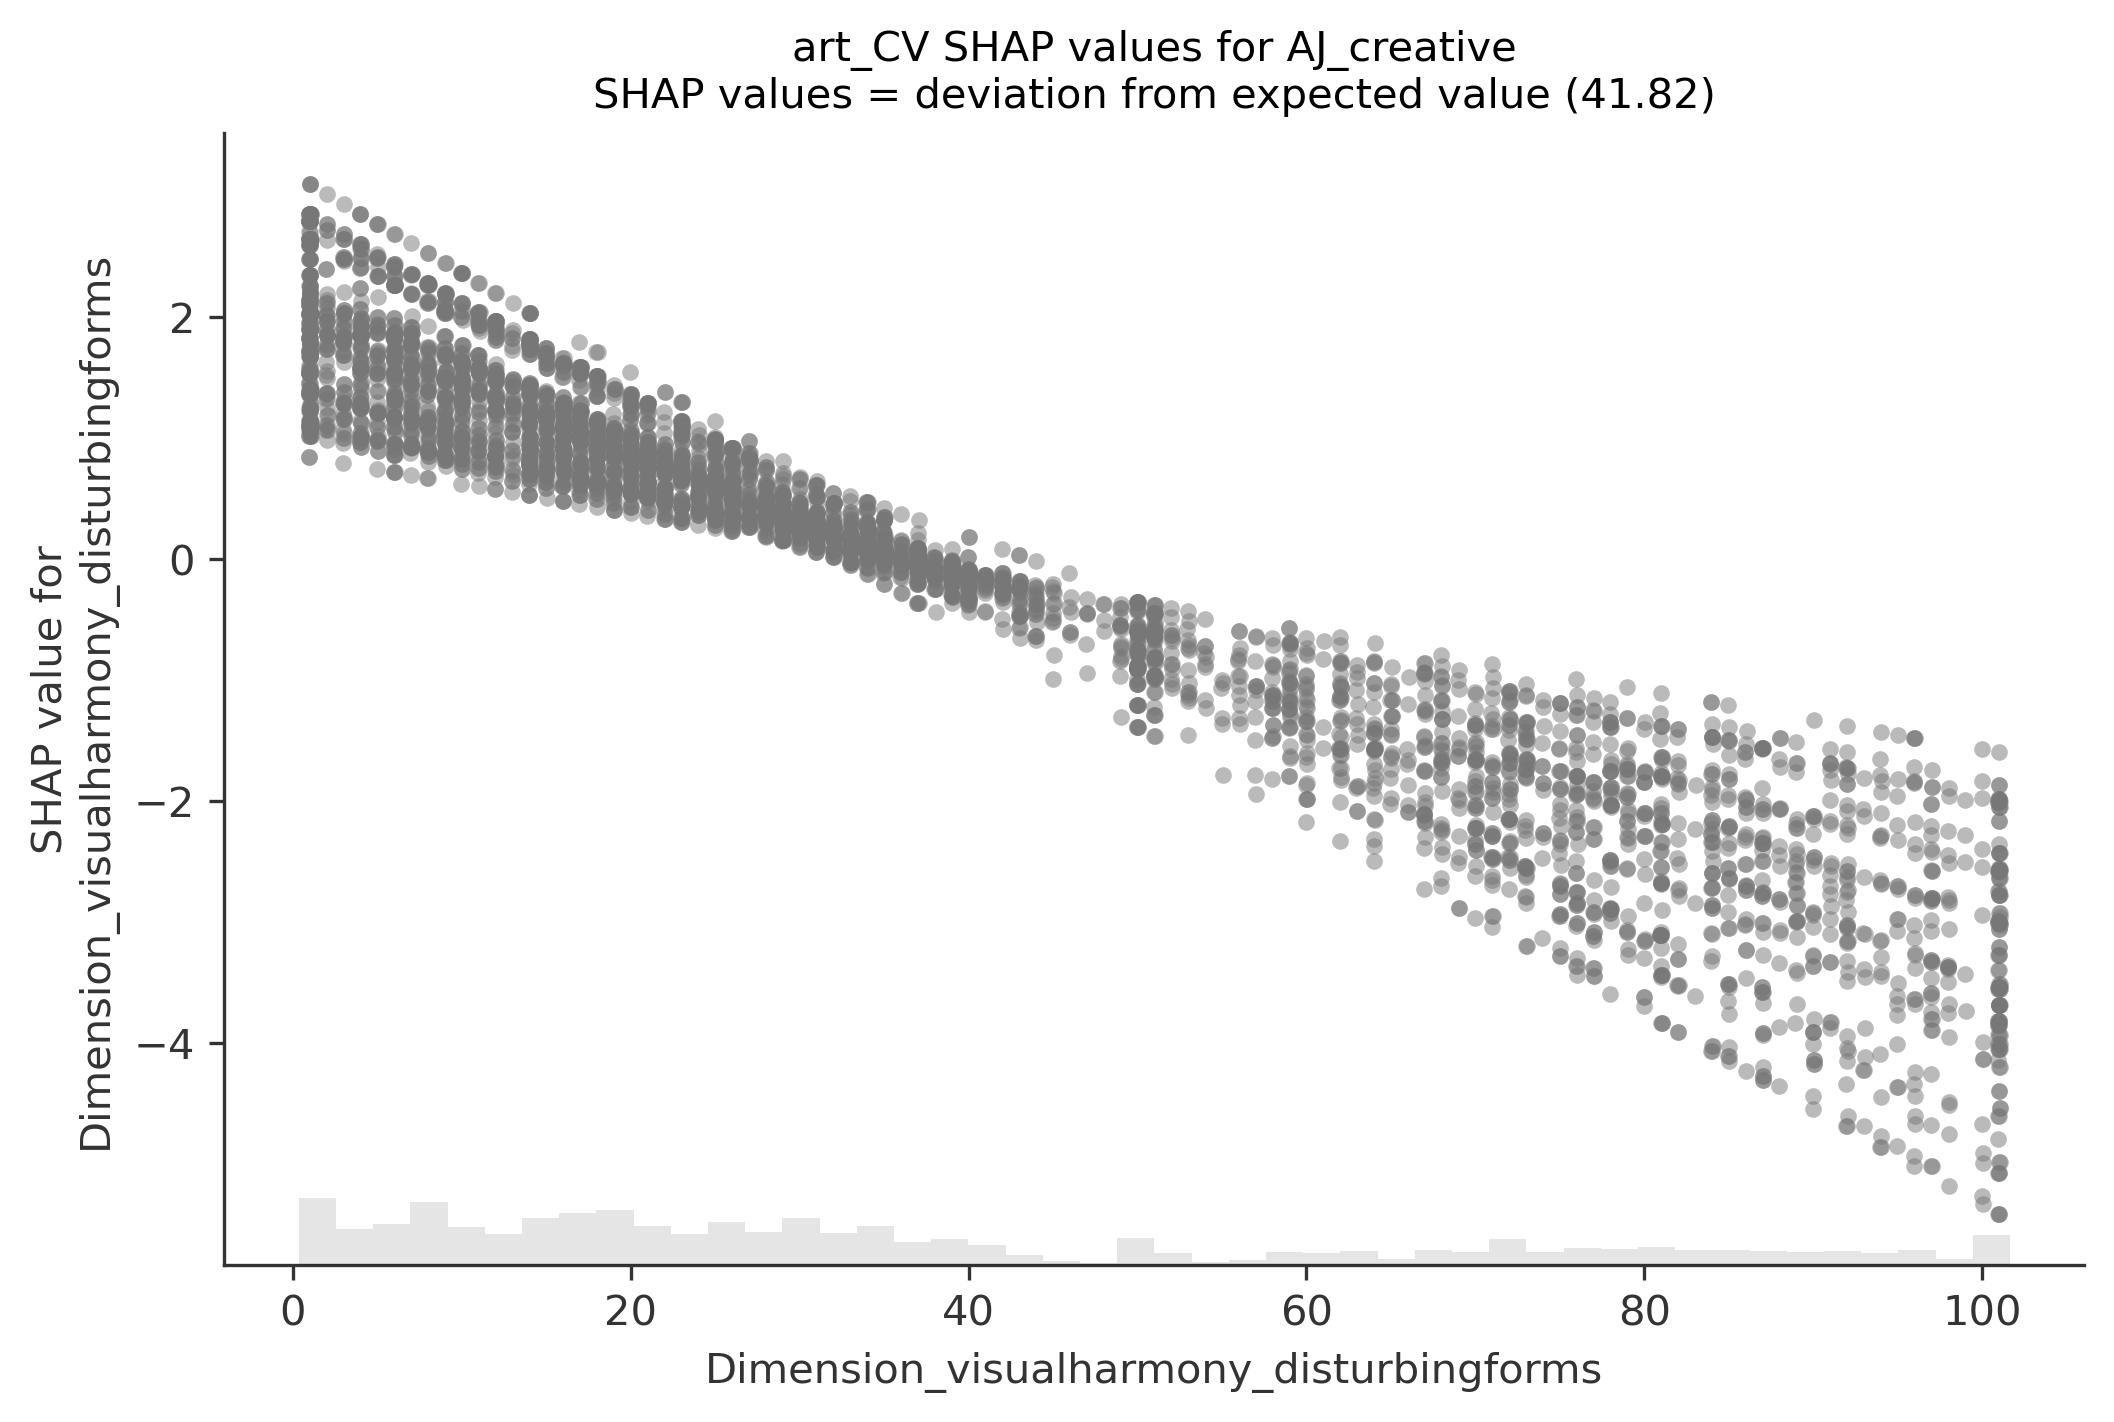 art_CV SHAP values for AJ_creative
SHAP values = deviation from expected value (41.82)
SHAP value for
Dimension_visualharmony_disturbingforms
2
0
−2
−4
0 20 40 60 80 100
Dimension_visualharmony_disturbingforms